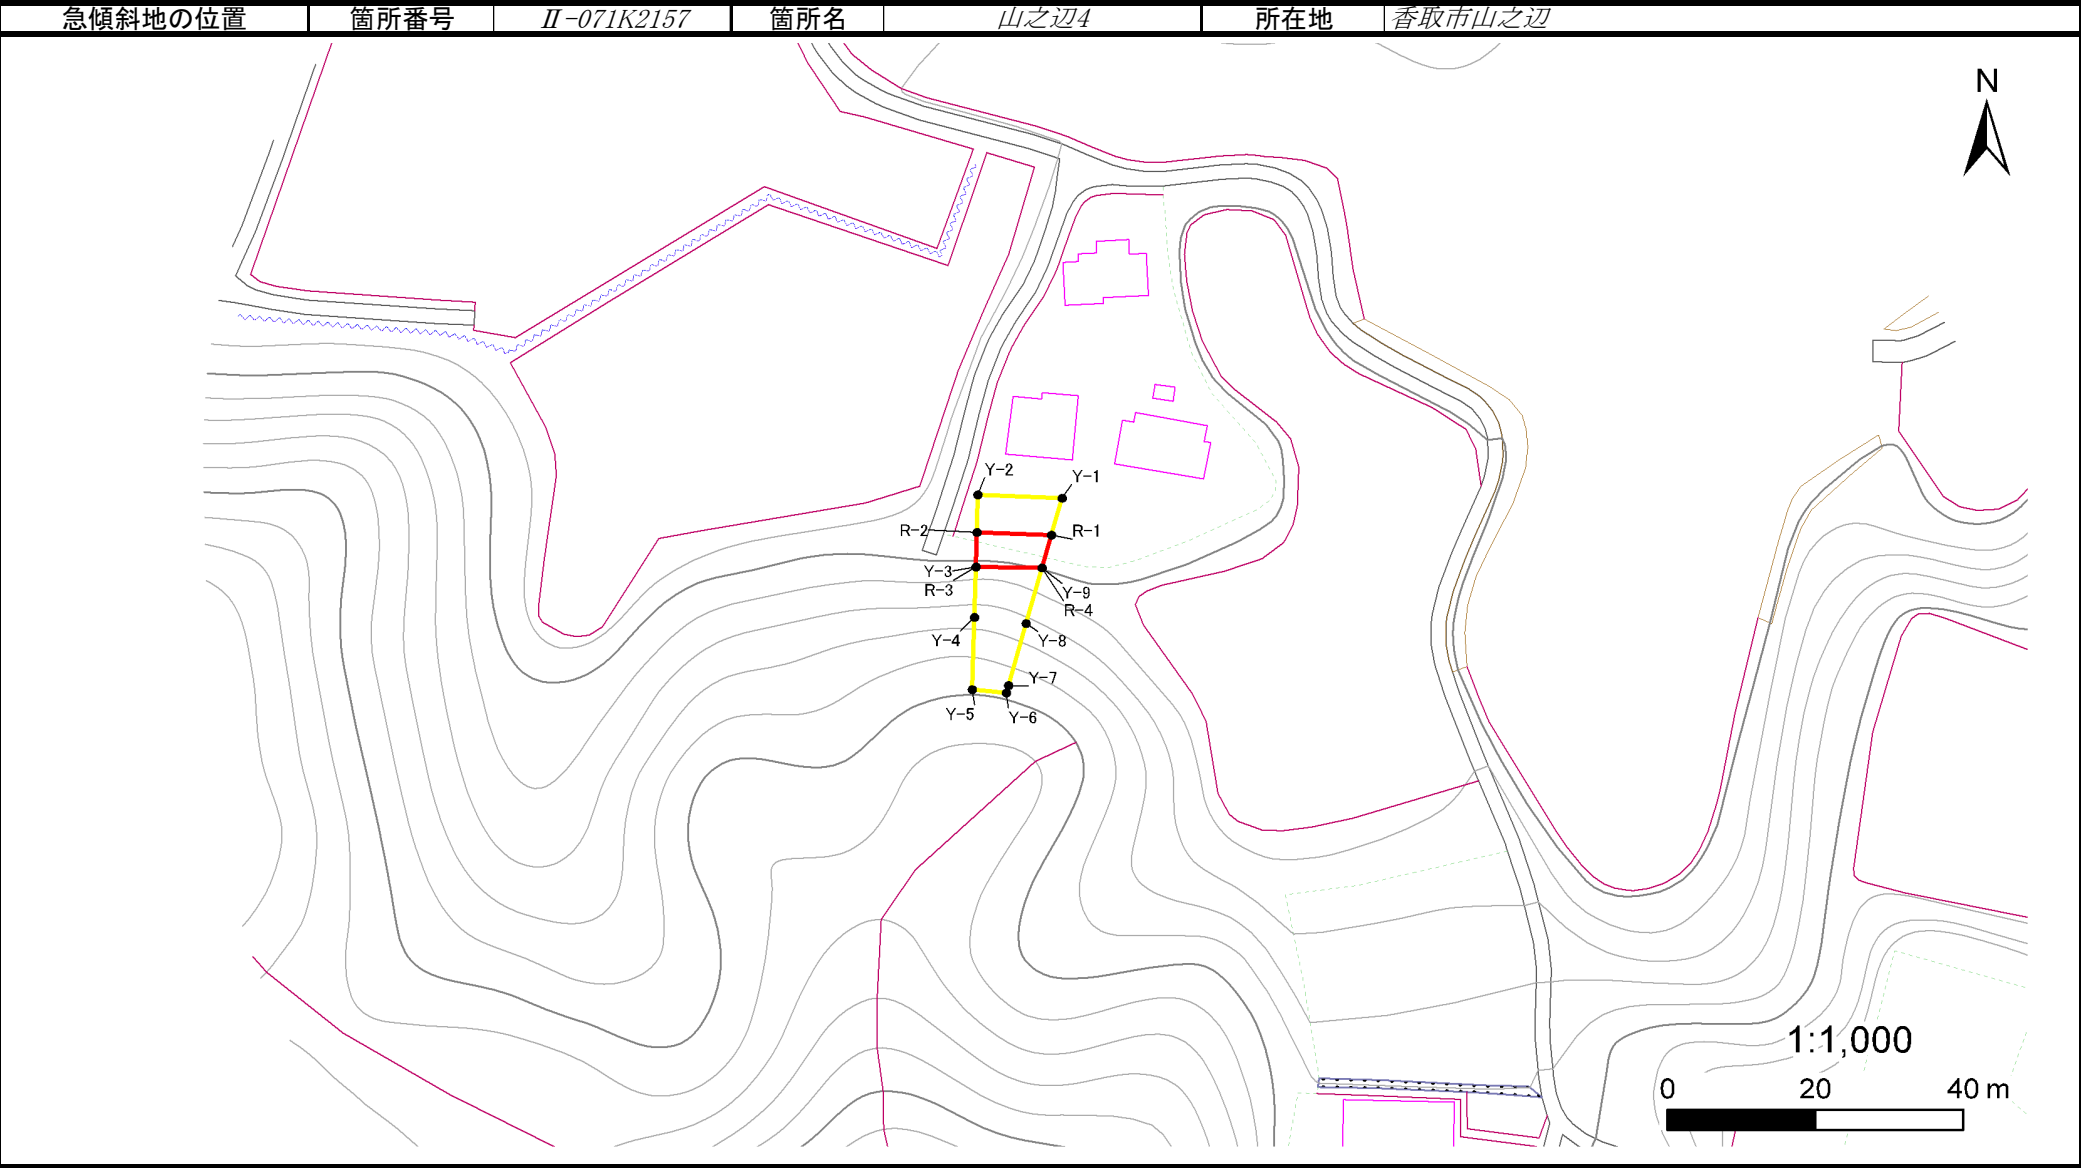 急傾斜地の位置 箇所番号 Ⅱ-071K2157 箇所名 山之辺4 所在地 香取市山之辺
N
Y-2
Y-1
R-2
R-1
Y-3
R-3
Y-9
R-4
Y-4
Y-8
Y-7
Y-5
Y-6
1:1,000
0 20 40 m